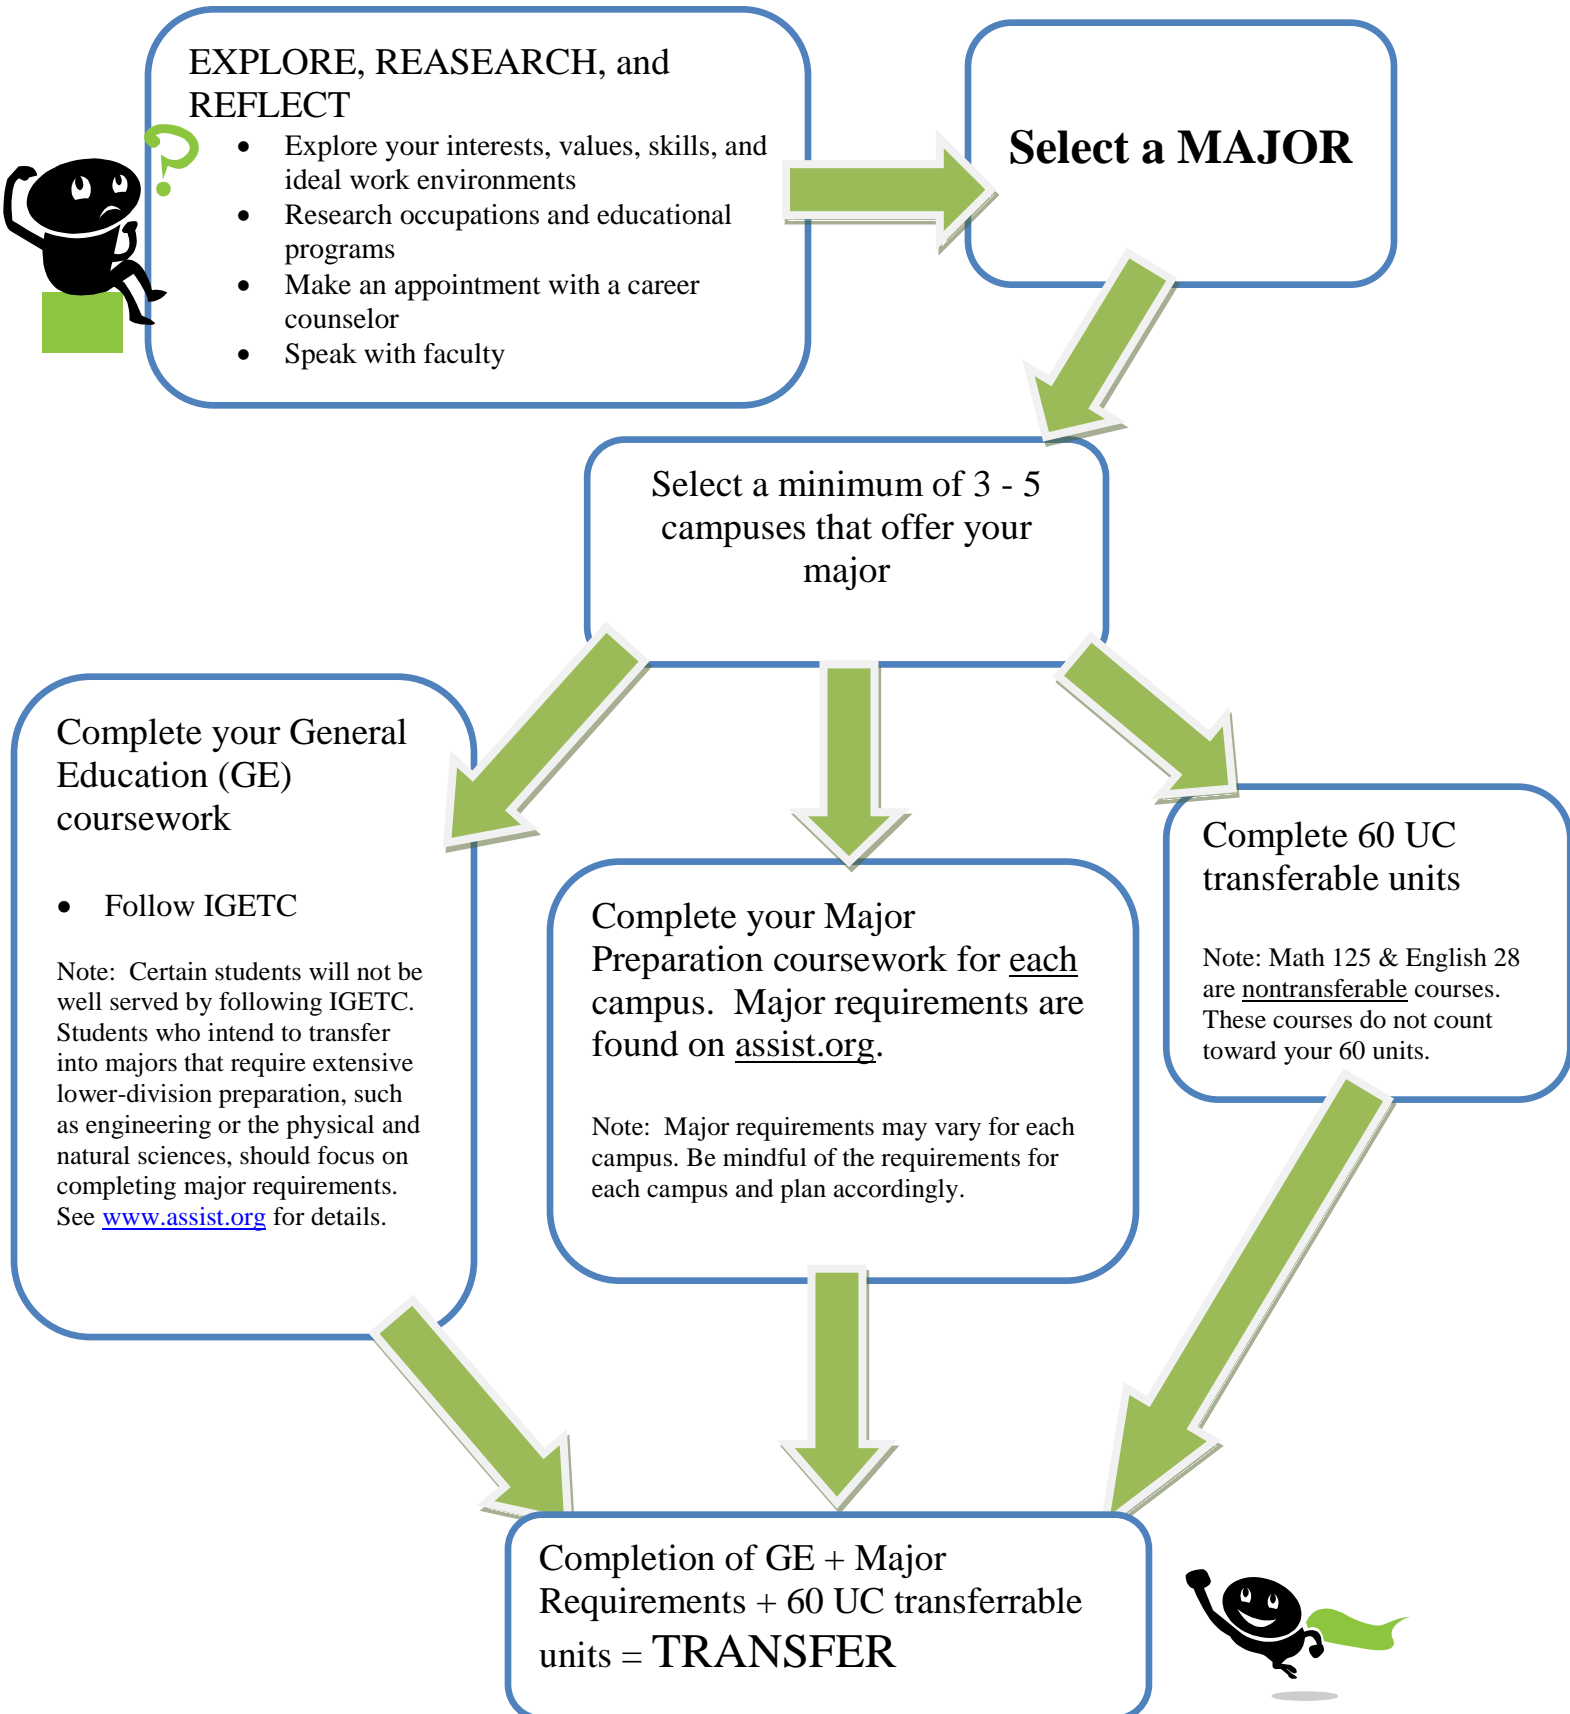 EXPLORE, REASEARCH, and
REFLECT
• Explore your interests, values, skills, and
ideal work environments
• Research occupations and educational
programs
• Make an appointment with a career
counselor
• Speak with faculty
?
Select a MAJOR
Select a minimum of 3 - 5
campuses that offer your
major
Complete your General
Education (GE)
coursework
• Follow IGETC
Note:  Certain students will not be
well served by following IGETC.
Students who intend to transfer
into majors that require extensive
lower-division preparation, such
as engineering or the physical and
natural sciences, should focus on
completing major requirements.
See www.assist.org for details.
Complete your Major
Preparation coursework for each
campus.  Major requirements are
found on assist.org.
Note:  Major requirements may vary for each
campus. Be mindful of the requirements for
each campus and plan accordingly.
Complete 60 UC
transferable units
Note: Math 125 & English 28
are nontransferable courses.
These courses do not count
toward your 60 units.
Completion of GE + Major
Requirements + 60 UC transferrable
units = TRANSFER